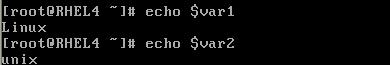 [root@RHEL4 ~]# echo $var1
Linux
[root@RHEL4 ~]# echo $var2
unix